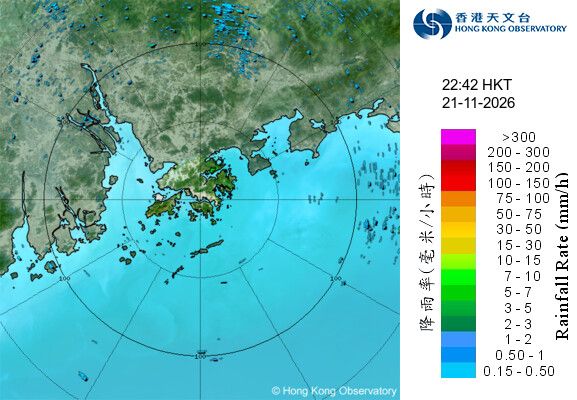 香港天文台
HONG KONG OBSERVATORY
22:42 HKT
21-11-2026
降雨率(毫米/小時)
Rainfall Rate (mm/h)
>300
200 - 300
150 - 200
100 - 150
75 - 100
50 - 75
30 - 50
15 - 30
10 - 15
7 - 10
5 - 7
3 - 5
2 - 3
1 - 2
0.50 - 1
0.15 - 0.50
100
100
100
100
© Hong Kong Observatory